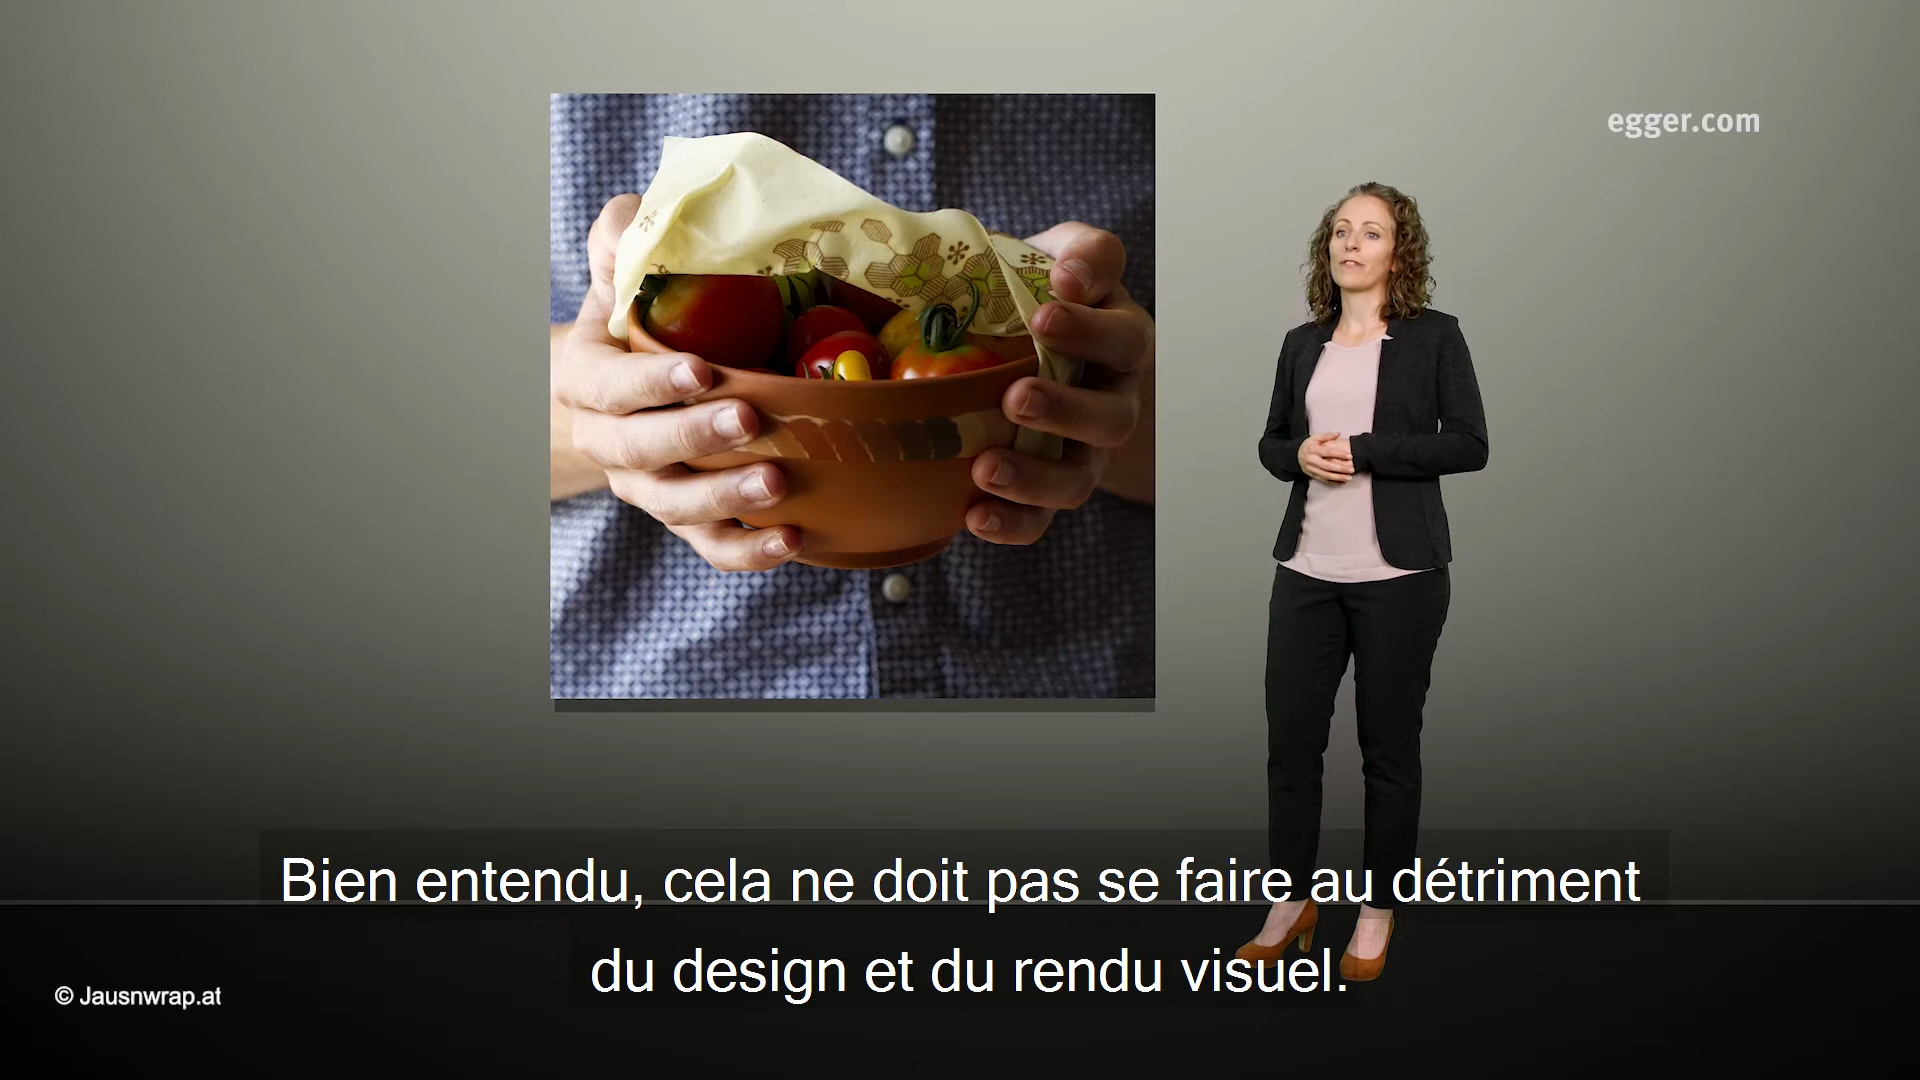 egger.com
Bien entendu, cela ne doit pas se faire au détriment
du design et du rendu visuel.
© Jausnwrap.at